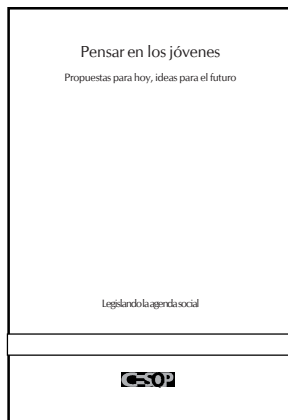 Pensar en los jóvenes
Propuestas para hoy, ideas para el futuro
Legislando la agenda social
CESOP